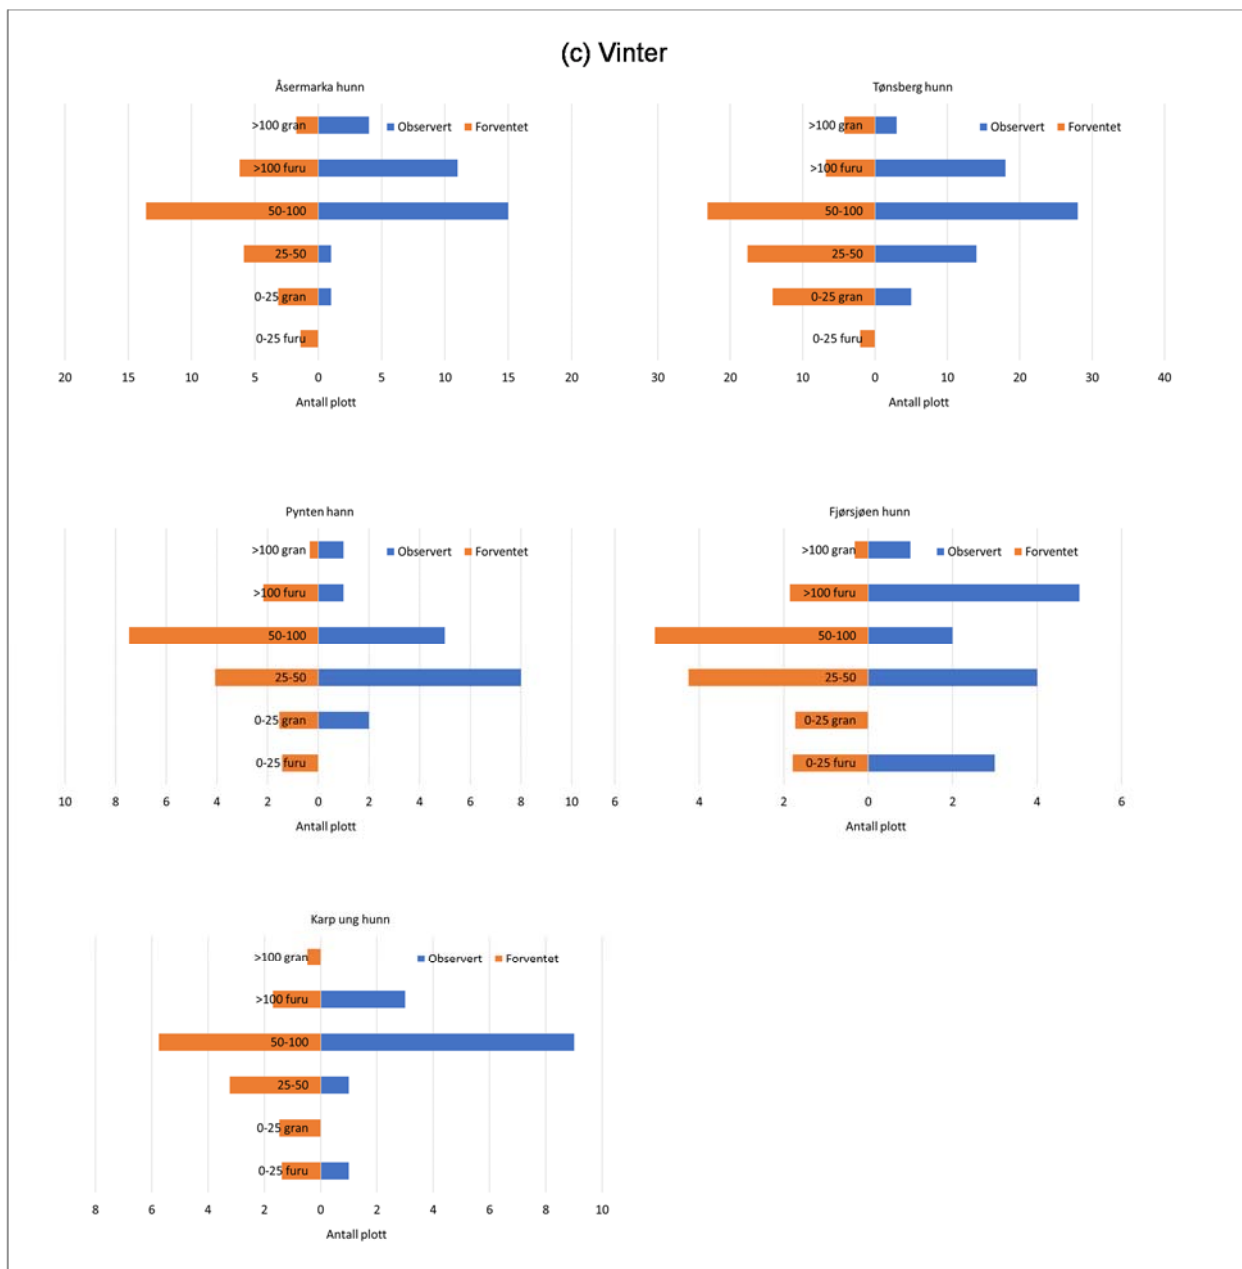 (c) Vinter
Åsermarka hunn
>100 gran
Observert
Forventet
>100 furu
50-100
25-50
0-25 gran
0-25 furu
20 15 10 5 0 5 10 15 20
Antall plott
Tønsberg hunn
>100 gran
Observert
Forventet
>100 furu
50-100
25-50
0-25 gran
0-25 furu
30 20 10 0 10 20 30 40
Antall plott
Pynten hann
>100 gran
Observert
Forventet
>100 furu
50-100
25-50
0-25 gran
0-25 furu
10 8 6 4 2 0 2 4 6 8 10
Antall plott
Fjørsjøen hunn
>100 gran
Observert
Forventet
>100 furu
50-100
25-50
0-25 gran
0-25 furu
6 4 2 0 2 4 6
Antall plott
Karp ung hunn
>100 gran
Observert
Forventet
>100 furu
50-100
25-50
0-25 gran
0-25 furu
8 6 4 2 0 2 4 6 8 10
Antall plott